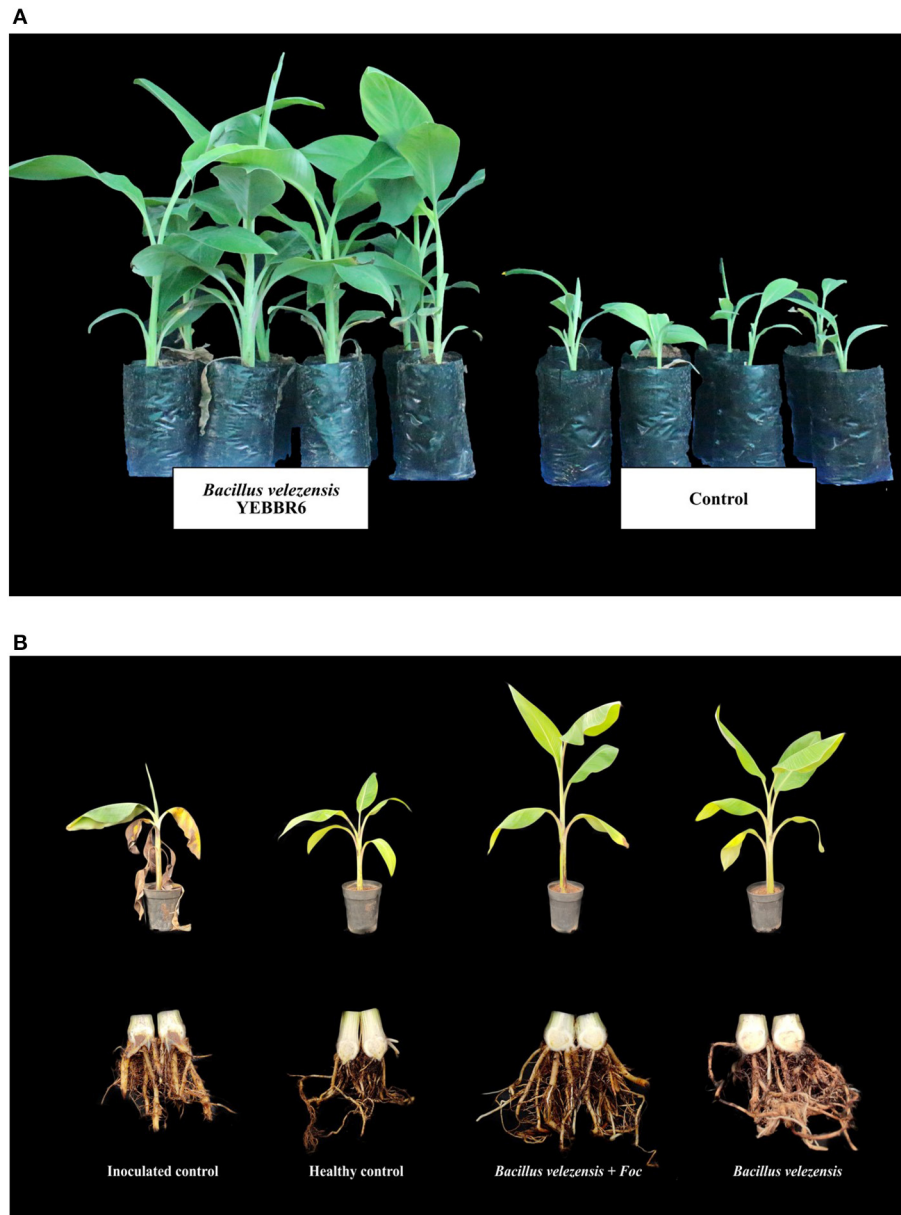 A
Bacillus velezensis
YEBBR6
Control
B
Inoculated control
Healthy control
Bacillus velezensis + Foc
Bacillus velezensis